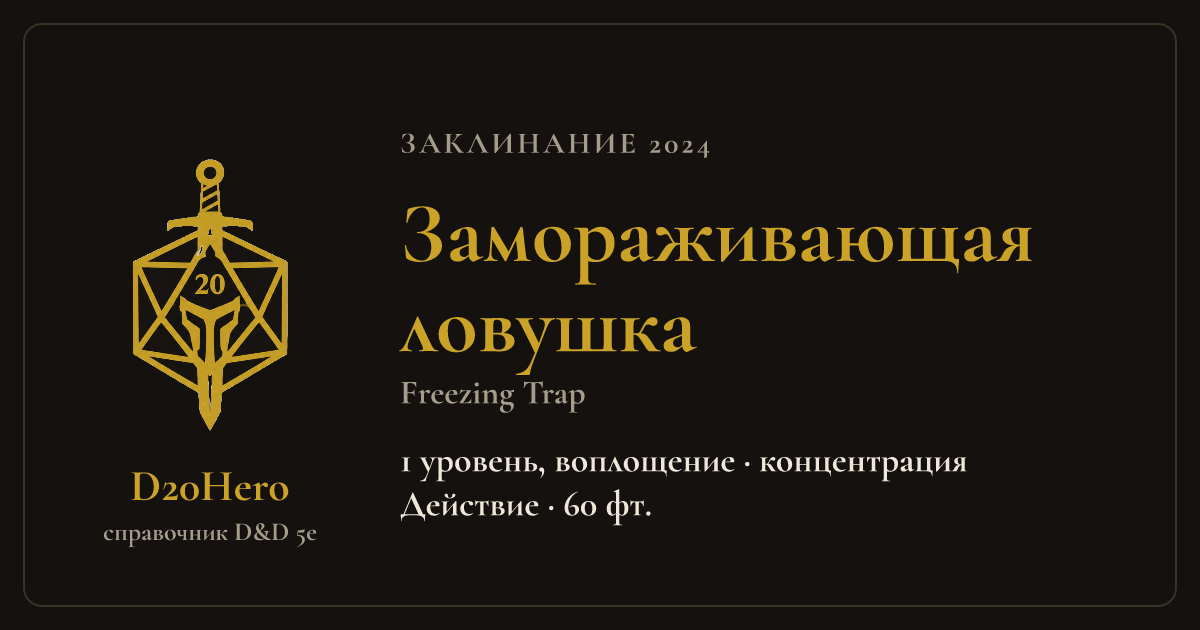 ЗАКЛИНАНИЕ 2024
Замораживающая
ловушка
Freezing Trap
1 уровень, воплощение · концентрация
Действие · 60 фт.
20
D20Hero
справочник D&D 5e